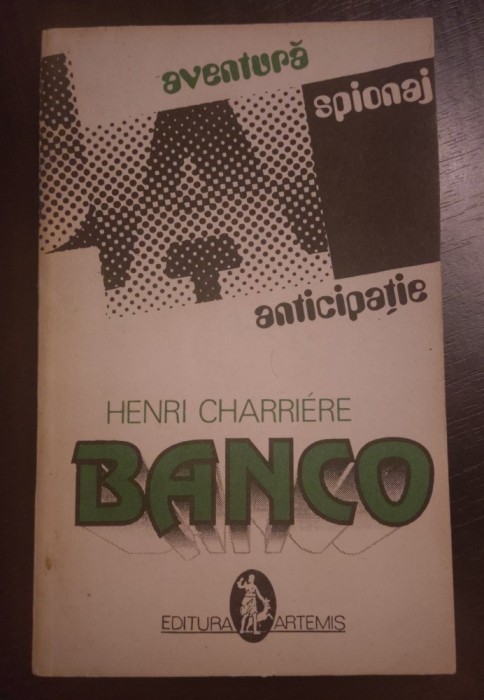 aventură
spionaj
anticipație
HENRI CHARRIÉRE
BANCO
EDITURA ARTEMIS